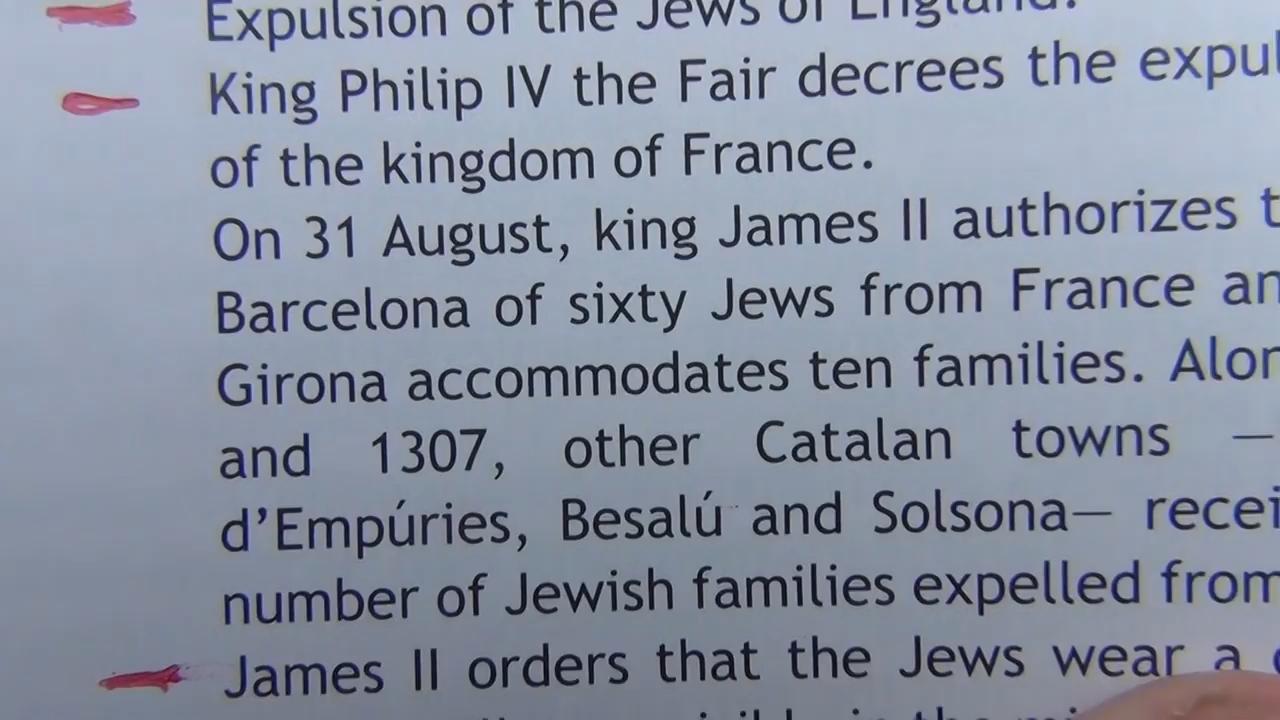 Expulsion of the Jews of England.
King Philip IV the Fair decrees the expul
of the kingdom of France.
On 31 August, king James II authorizes t
Barcelona of sixty Jews from France an
Girona accommodates ten families. Alon
and 1307, other Catalan towns —
d’Empúries, Besalú and Solsona— recei
number of Jewish families expelled from
James II orders that the Jews wear a